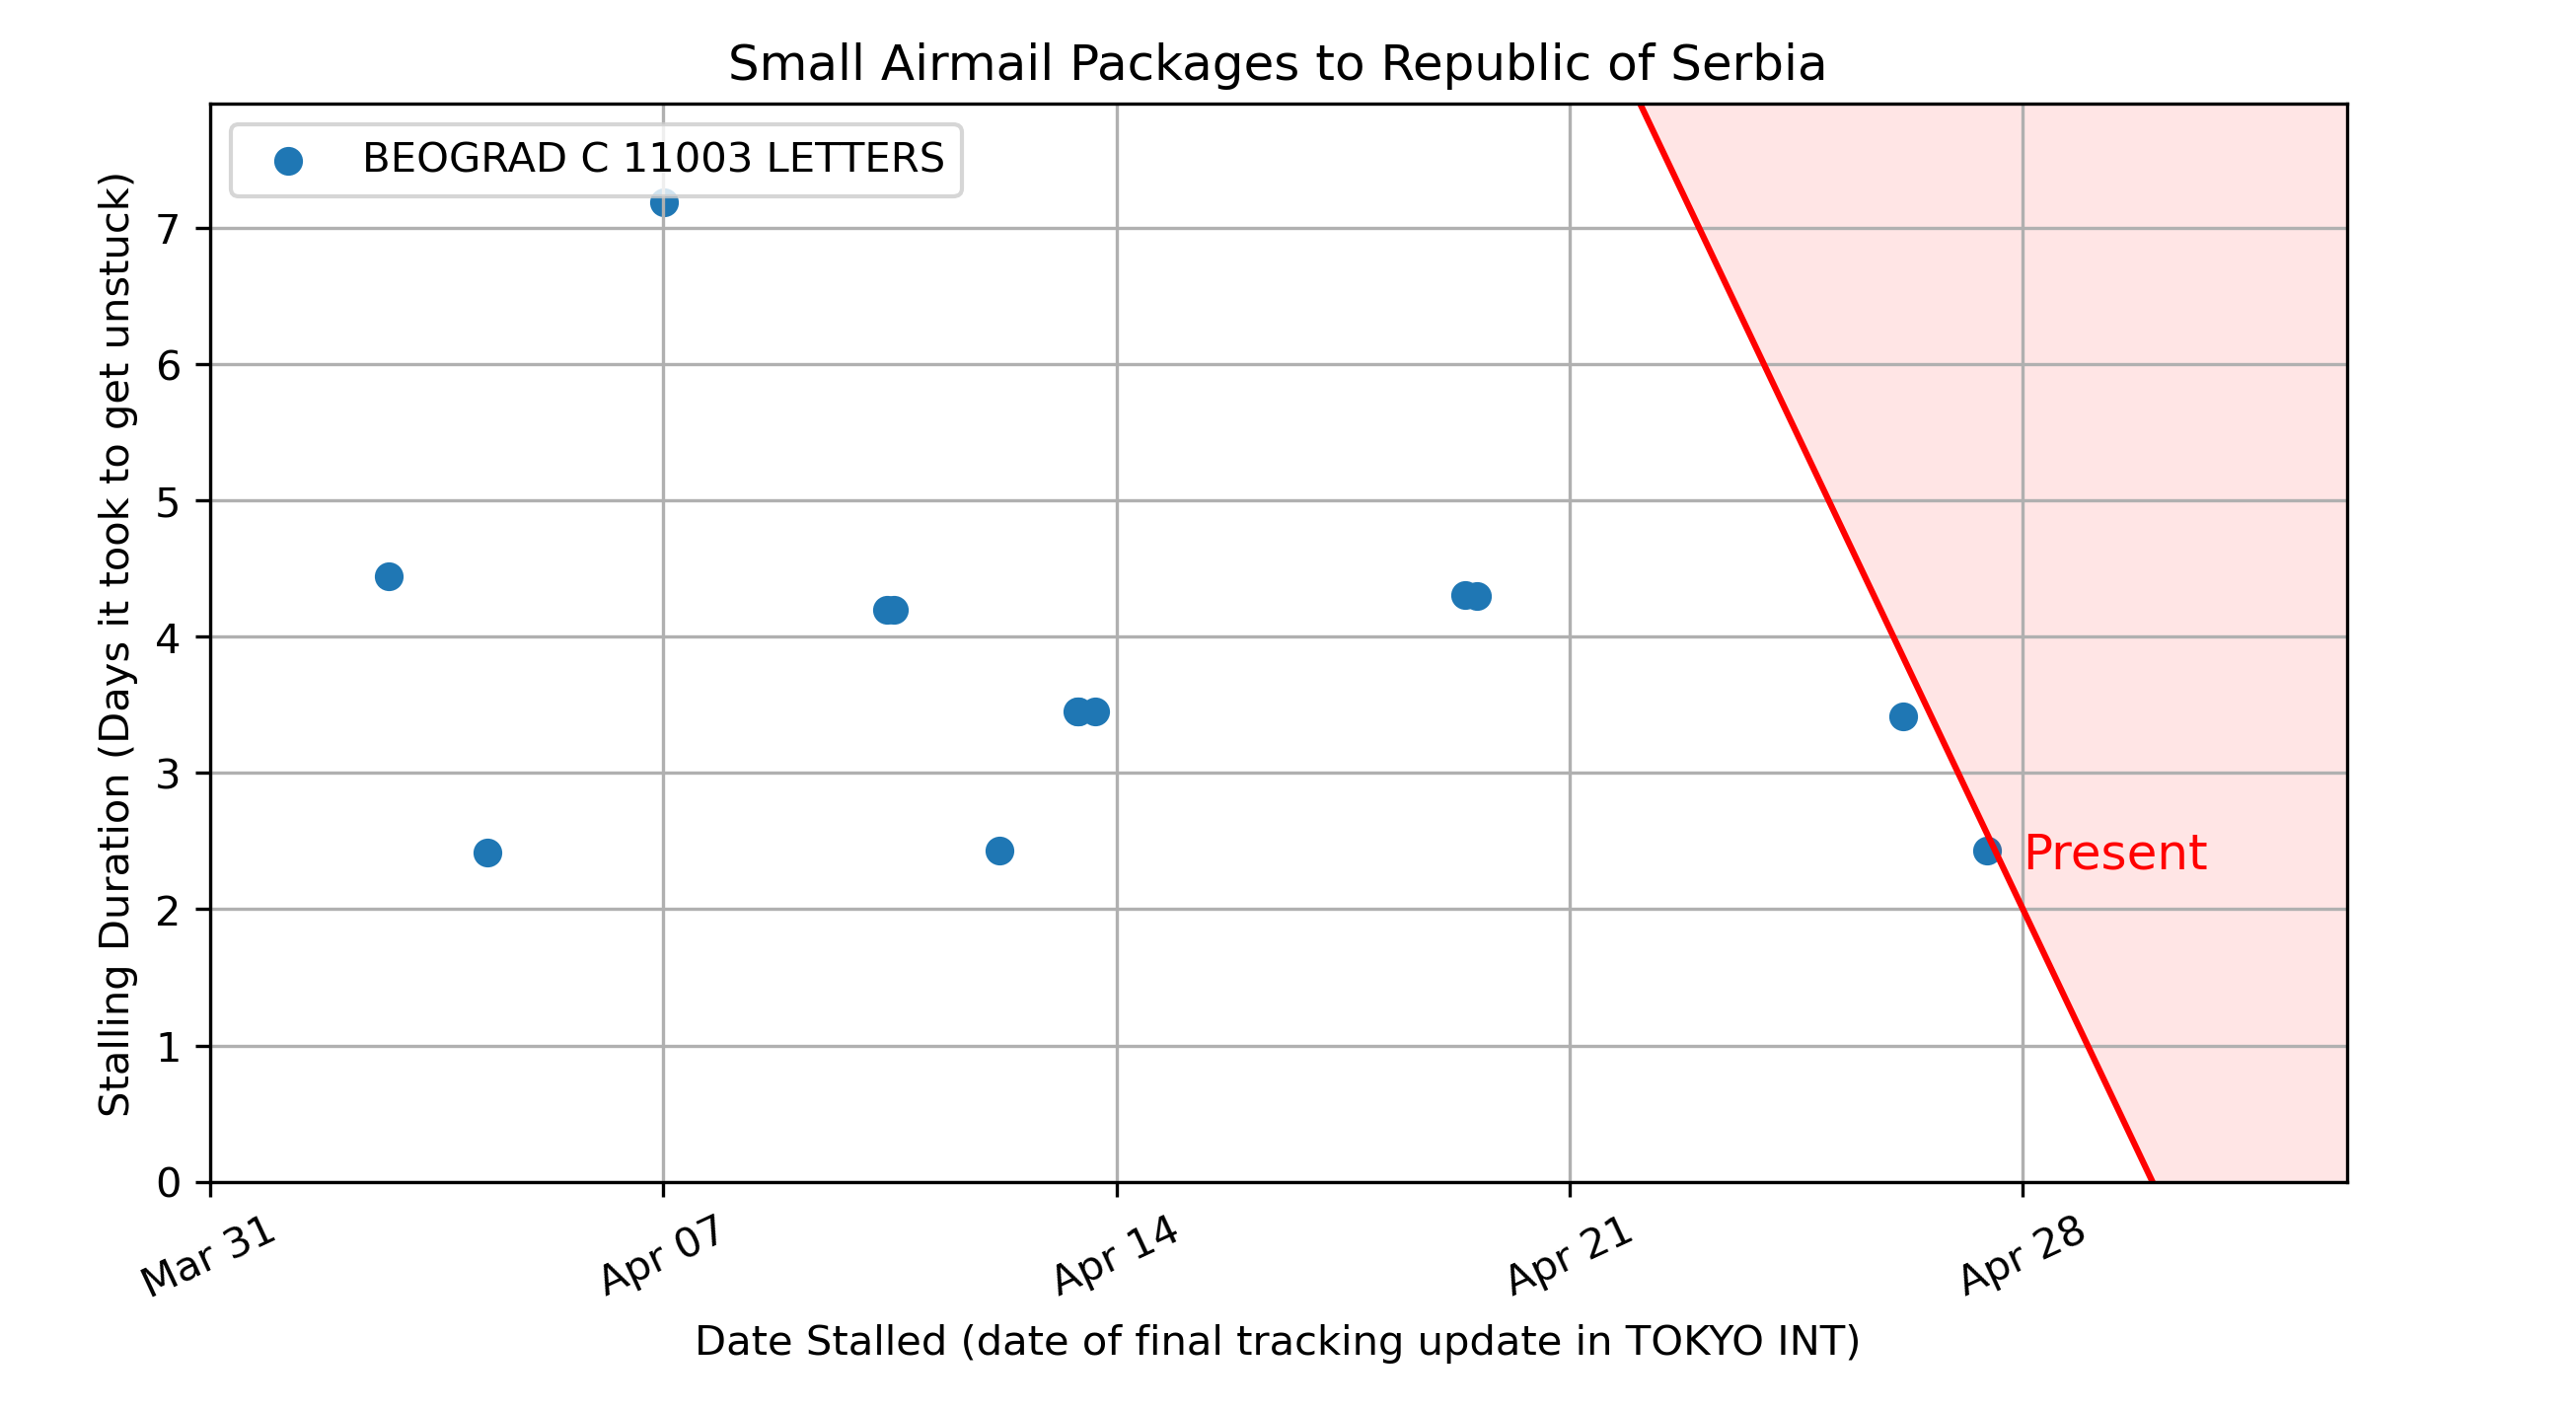 Small Airmail Packages to Republic of Serbia
BEOGRAD C 11003 LETTERS
Stalling Duration (Days it took to get unstuck)
7
6
5
4
3
2
1
0
Present
Mar 31
Apr 07
Apr 14
Apr 21
Apr 28
Date Stalled (date of final tracking update in TOKYO INT)